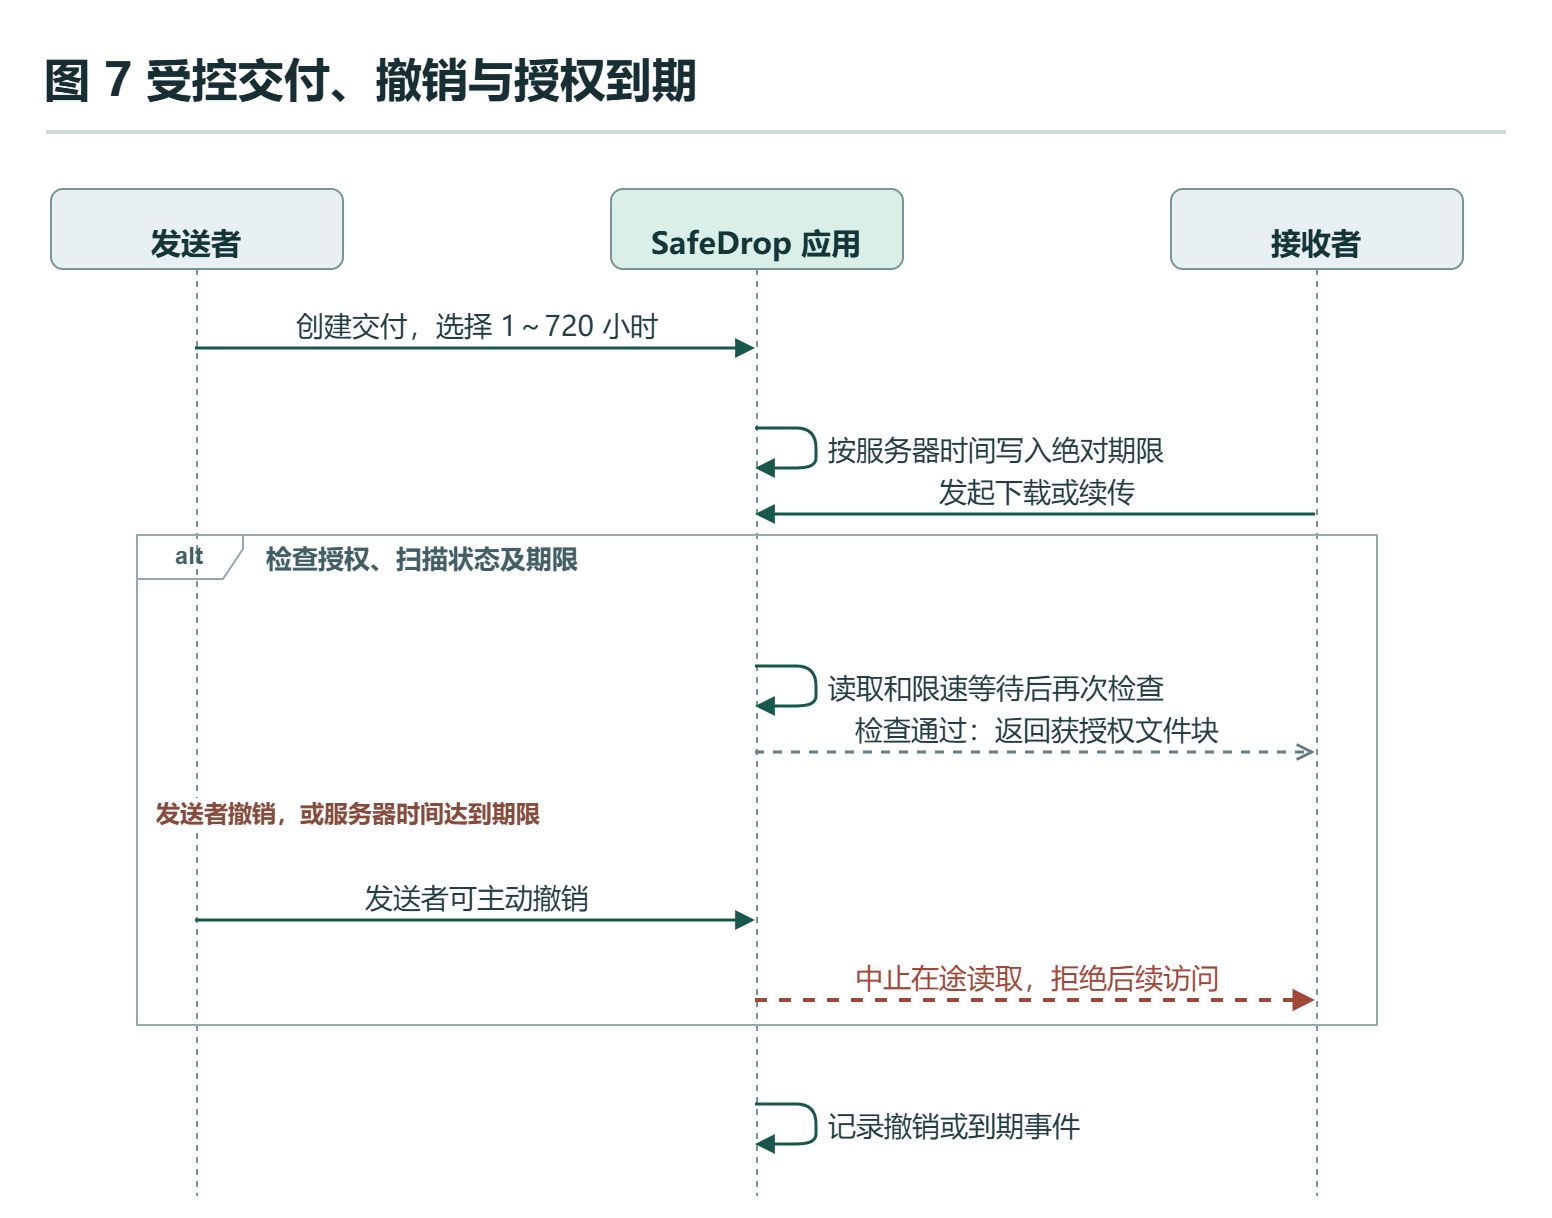 图 7 受控交付、撤销与授权到期
发送者
SafeDrop 应用
接收者
创建交付，选择 1～720 小时
按服务器时间写入绝对期限
发起下载或续传
alt
检查授权、扫描状态及期限
读取和限速等待后再次检查
检查通过：返回获授权文件块
发送者撤销，或服务器时间达到期限
发送者可主动撤销
中止在途读取，拒绝后续访问
记录撤销或到期事件